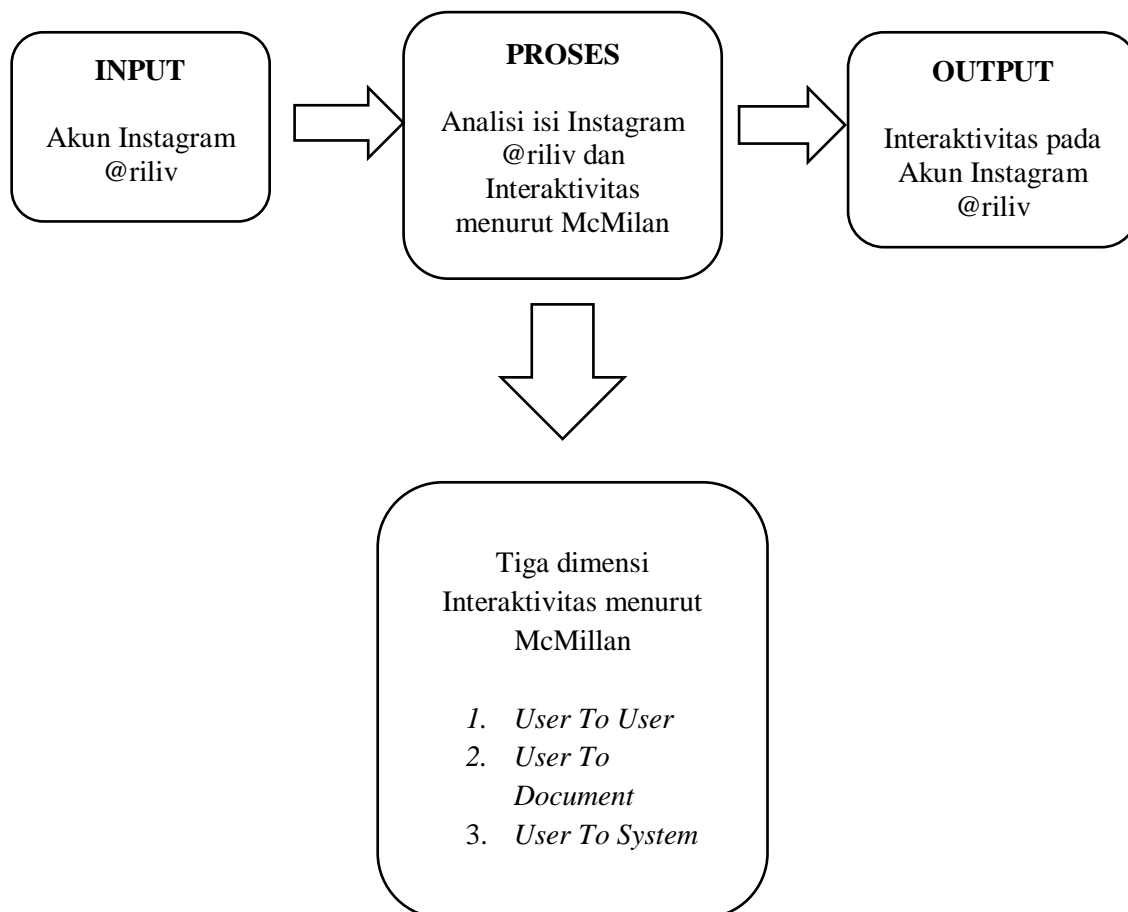 INPUT
Akun Instagram
@riliv
PROSES
Analisi isi Instagram
@riliv dan
Interaktivitas
menurut McMilan
OUTPUT
Interaktivitas pada
Akun Instagram
@riliv
Tiga dimensi
Interaktivitas menurut
McMillan
1. User To User
2. User To
Document
3. User To System